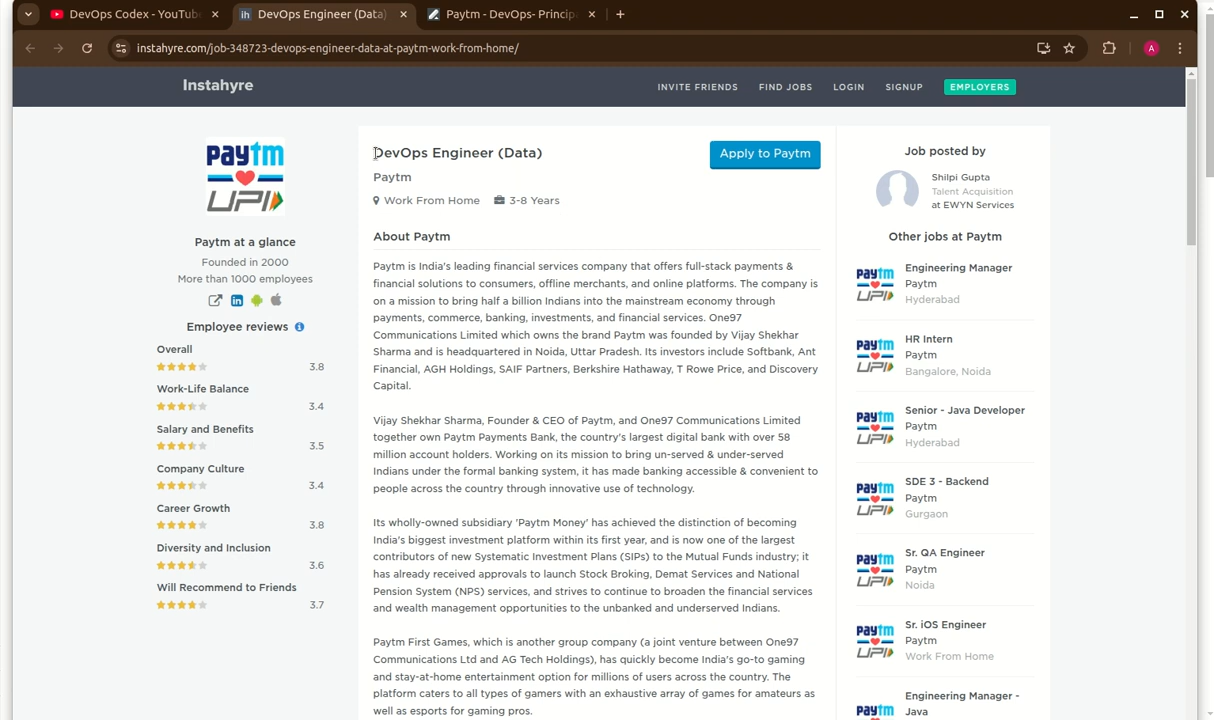 DevOps Codex - YouTube
DevOps Engineer (Data)
Paytm - DevOps- Princip
instahyre.com/job-348723-devops-engineer-data-at-paytm-work-from-home/
A
Instahyre
INVITE FRIENDS
FIND JOBS
LOGIN
SIGNUP
EMPLOYERS
paytm
UPI
Paytm at a glance
Founded in 2000
More than 1000 employees
Employee reviews
Overall
3.8
Work-Life Balance
3.4
Salary and Benefits
3.5
Company Culture
3.4
Career Growth
3.8
Diversity and Inclusion
3.6
Will Recommend to Friends
3.7
DevOps Engineer (Data)
Apply to Paytm
Paytm
Work From Home
3-8 Years
About Paytm
Paytm is India's leading financial services company that offers full-stack payments &
financial solutions to consumers, offline merchants, and online platforms. The company is
on a mission to bring half a billion Indians into the mainstream economy through
payments, commerce, banking, investments, and financial services. One97
Communications Limited which owns the brand Paytm was founded by Vijay Shekhar
Sharma and is headquartered in Noida, Uttar Pradesh. Its investors include Softbank, Ant
Financial, AGH Holdings, SAIF Partners, Berkshire Hathaway, T Rowe Price, and Discovery
Capital.
Vijay Shekhar Sharma, Founder & CEO of Paytm, and One97 Communications Limited
together own Paytm Payments Bank, the country's largest digital bank with over 58
million account holders. Working on its mission to bring un-served & under-served
Indians under the formal banking system, it has made banking accessible & convenient to
people across the country through innovative use of technology.
Its wholly-owned subsidiary 'Paytm Money' has achieved the distinction of becoming
India's biggest investment platform within its first year, and is now one of the largest
contributors of new Systematic Investment Plans (SIPs) to the Mutual Funds industry; it
has already received approvals to launch Stock Broking, Demat Services and National
Pension System (NPS) services, and strives to continue to broaden the financial services
and wealth management opportunities to the unbanked and underserved Indians.
Paytm First Games, which is another group company (a joint venture between One97
Communications Ltd and AG Tech Holdings), has quickly become India's go-to gaming
and stay-at-home entertainment option for millions of users across the country. The
platform caters to all types of gamers with an exhaustive array of games for amateurs as
well as esports for gaming pros.
Job posted by
Shilpi Gupta
Talent Acquisition
at EWYN Services
Other jobs at Paytm
paytm
UPI
Engineering Manager
Paytm
Hyderabad
paytm
UPI
HR Intern
Paytm
Bangalore, Noida
paytm
UPI
Senior - Java Developer
Paytm
Hyderabad
paytm
UPI
SDE 3 - Backend
Paytm
Gurgaon
paytm
UPI
Sr. QA Engineer
Paytm
Noida
paytm
UPI
Sr. iOS Engineer
Paytm
Work From Home
paytm
Engineering Manager -
Java